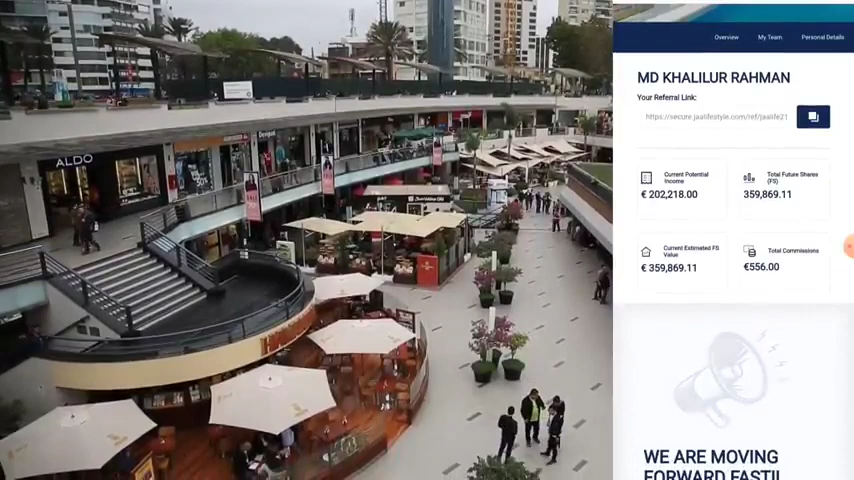 ALDO
Desigual
Overview
My Team
Personal Details
MD KHALILUR RAHMAN
Your Referral Link:
https://secure.jaalifestyle.com/ref/jaalife21
Current Potential
Income
€ 202,218.00
Total Future Shares
(FS)
359,869.11
Current Estimated FS
Value
€ 359,869.11
Total Commissions
€556.00
WE ARE MOVING
FORWARD FAST!!